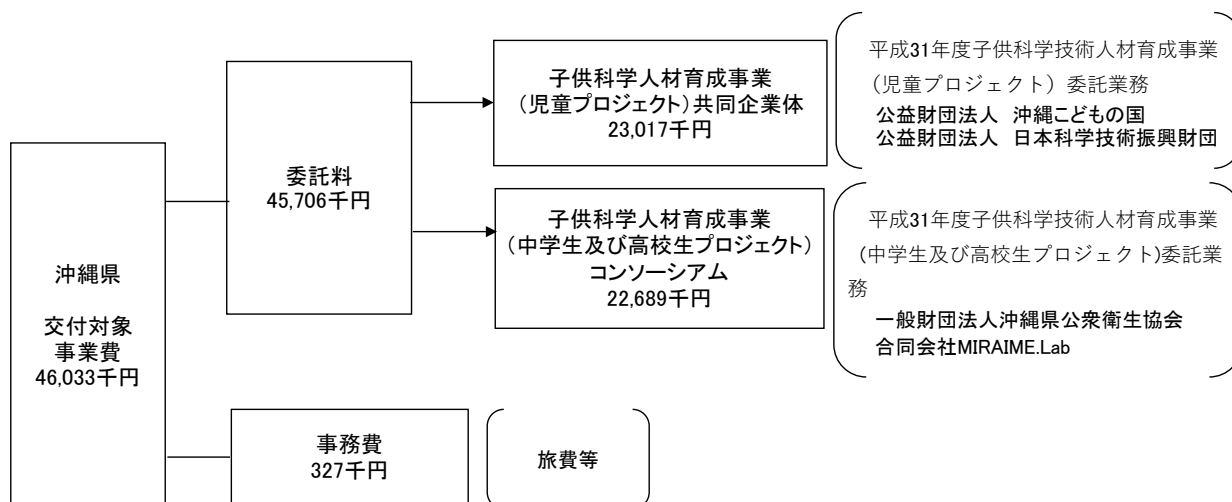 沖縄県
交付対象
事業費
46,033千円
委託料
45,706千円
子供科学人材育成事業
(児童プロジェクト)共同企業体
23,017千円
平成31年度子供科学技術人材育成事業
(児童プロジェクト）委託業務
公益財団法人 沖縄こどもの国
公益財団法人 日本科学技術振興財団
子供科学人材育成事業
(中学生及び高校生プロジェクト)
コンソーシアム
22,689千円
平成31年度子供科学技術人材育成事業
(中学生及び高校生プロジェクト)委託業
務
一般財団法人沖縄県公衆衛生協会
合同会社MIRAIME.Lab
事務費
327千円
旅費等